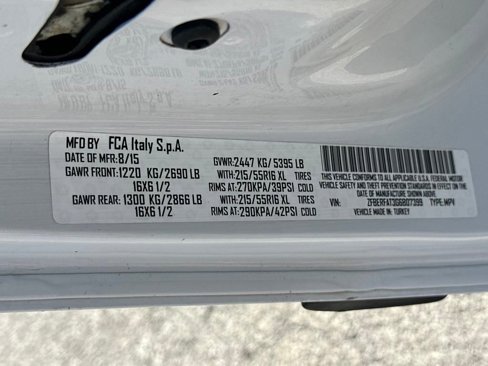 MFD BY FCA Italy S.p.A.
DATE OF MFR: 8/15 GVWR: 2447 KG/ 5395 LB
GAWR FRONT: 1220 KG/2690 LB WITH: 215/55R16 XL TIRES
16X6 1/2 RIMS AT: 270KPA/39PSI COLD
GAWR REAR: 1300 KG/2866 LB WITH: 215/55R16 XL TIRES
16X6 1/2 RIMS AT: 290KPA/42PSI COLD
THIS VEHICLE CONFORMS TO ALL APPLICABLE U.S.A. FEDERAL MOTOR
VEHICLE SAFETY AND THEFT PREVENTION STANDARDS IN EFFECT ON THE
DATE OF MANUFACTURE SHOWN ABOVE.
VEHICLE MADE IN: TURKEY
VIN: ZFBERFAT3G6B07399 TYPE: MPV